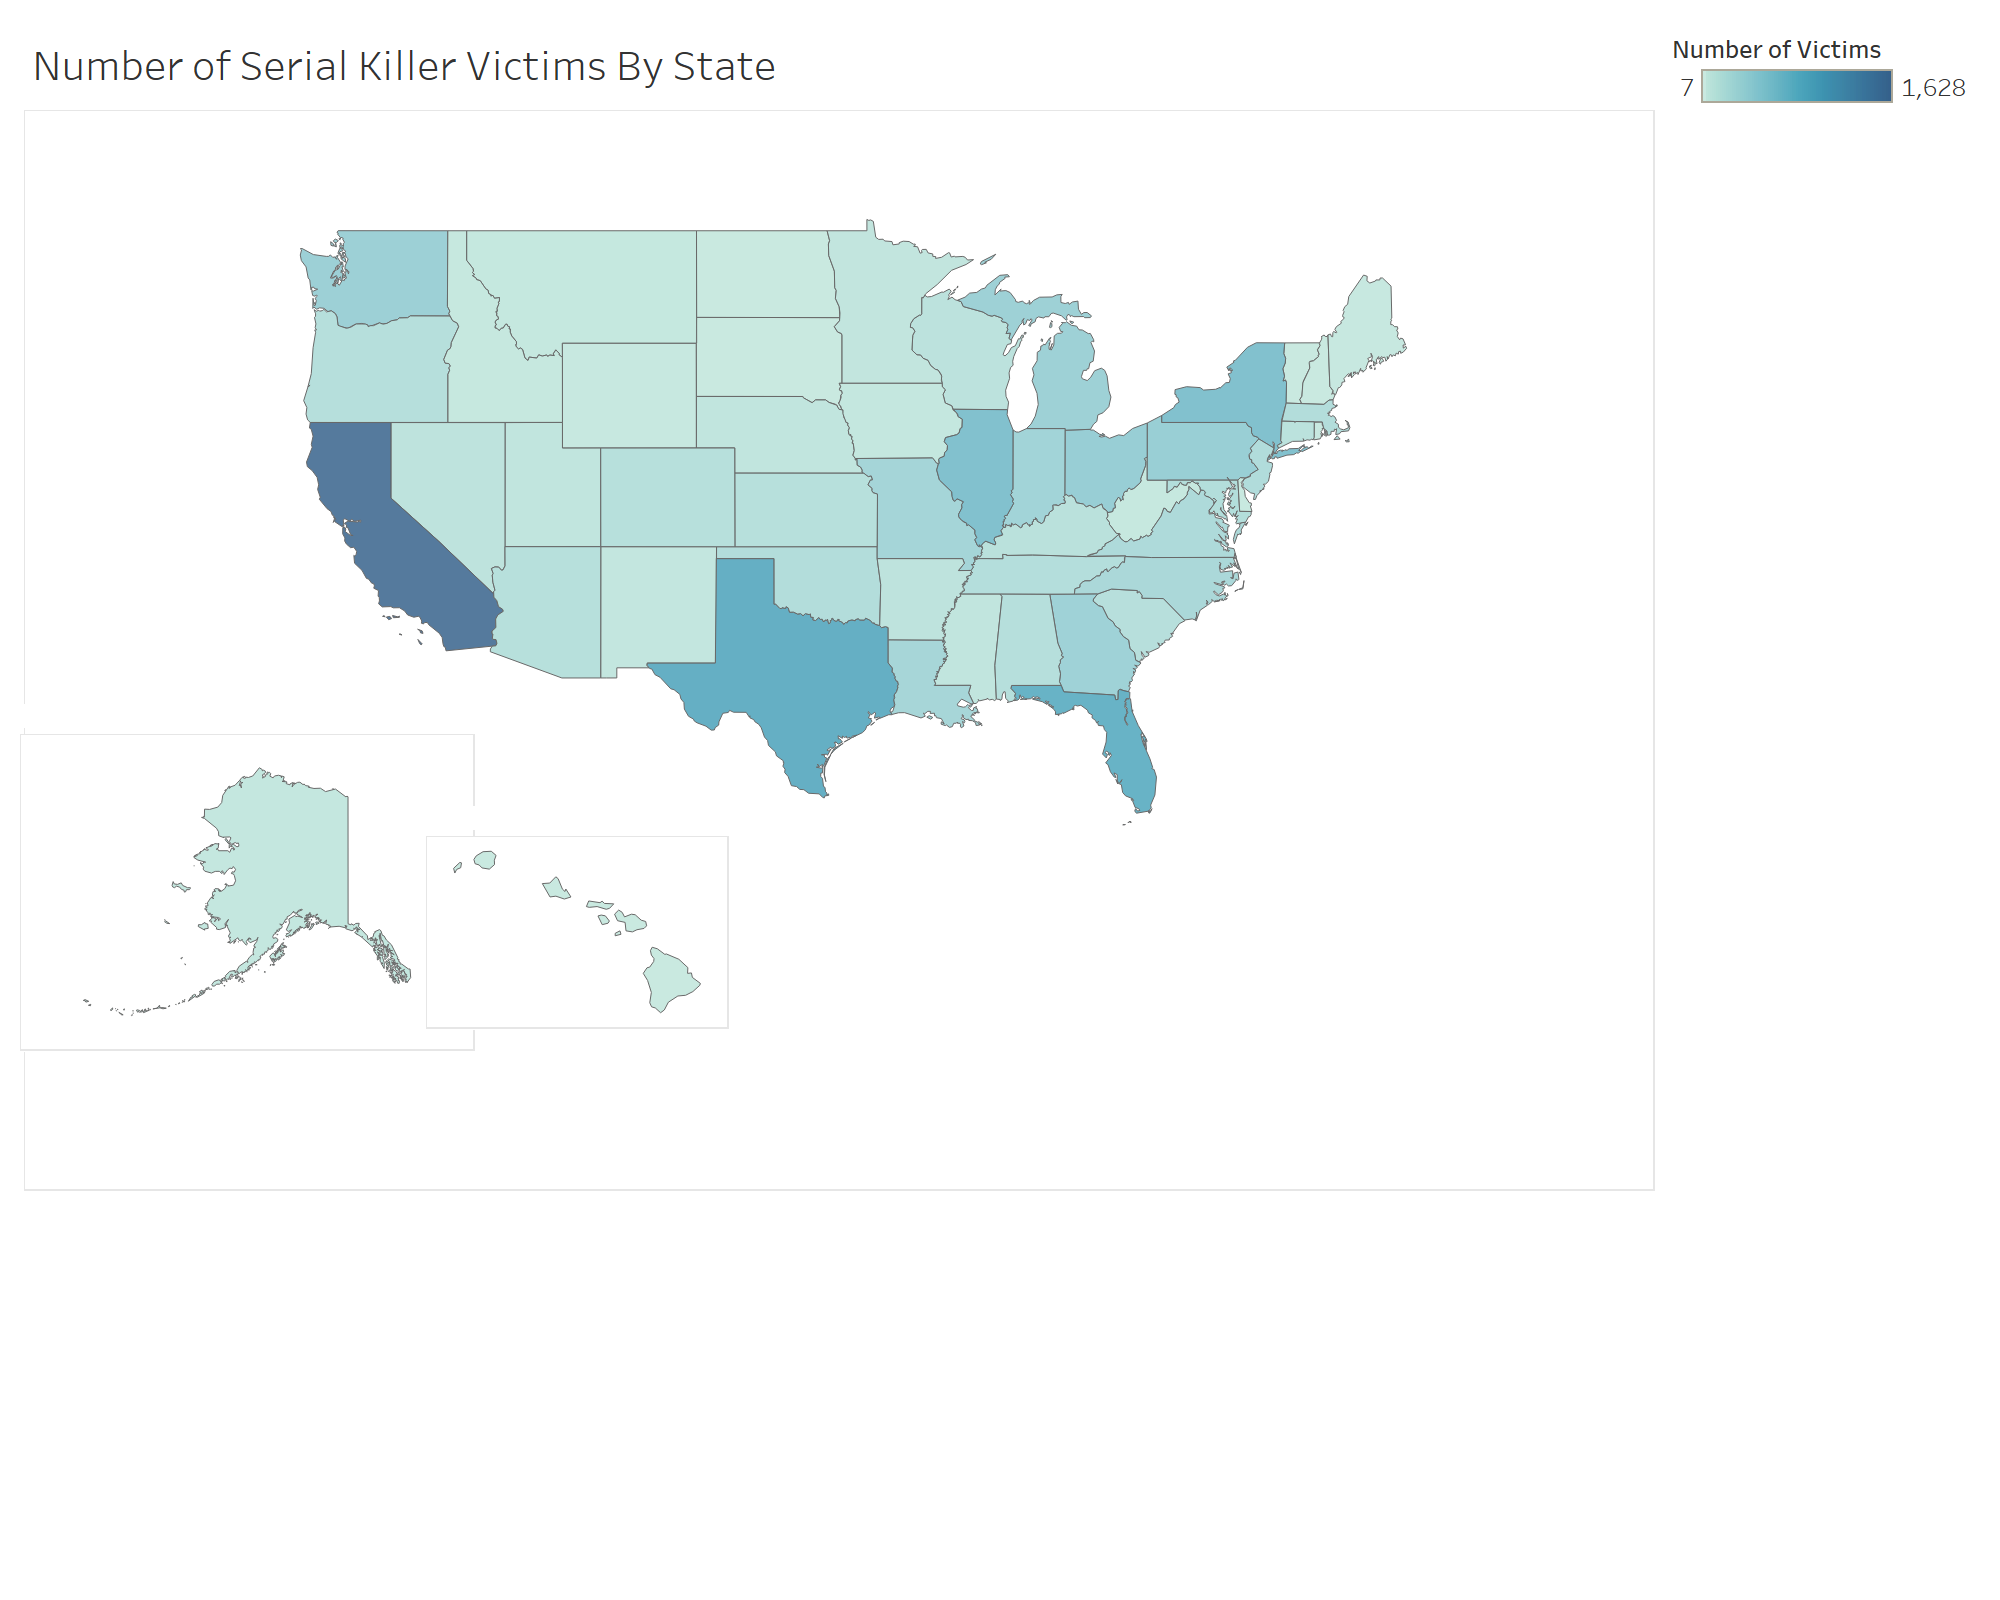 Number of Serial Killer Victims By State
Number of Victims
7 1,628